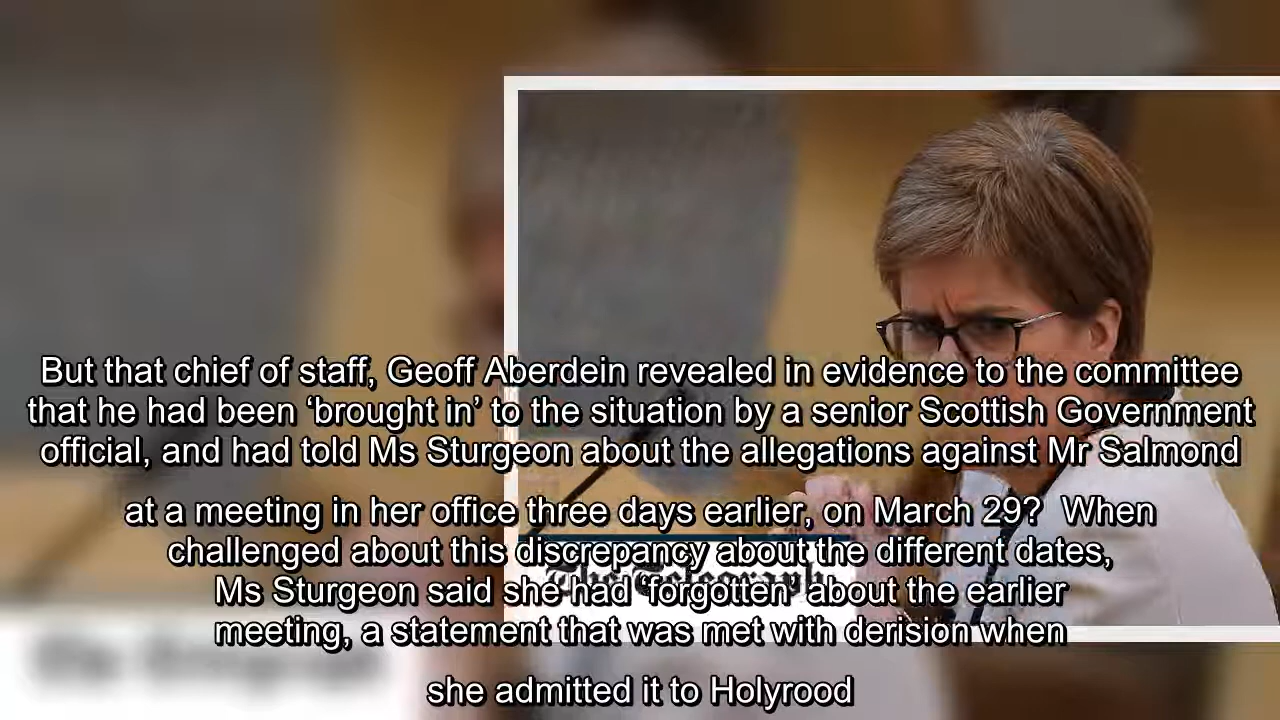 But that chief of staff, Geoff Aberdein revealed in evidence to the committee
that he had been ‘brought in’ to the situation by a senior Scottish Government
official, and had told Ms Sturgeon about the allegations against Mr Salmond
at a meeting in her office three days earlier, on March 29?  When
challenged about this discrepancy about the different dates,
Ms Sturgeon said she had ‘forgotten’ about the earlier
meeting, a statement that was met with derision when
she admitted it to Holyrood
The Telegraph